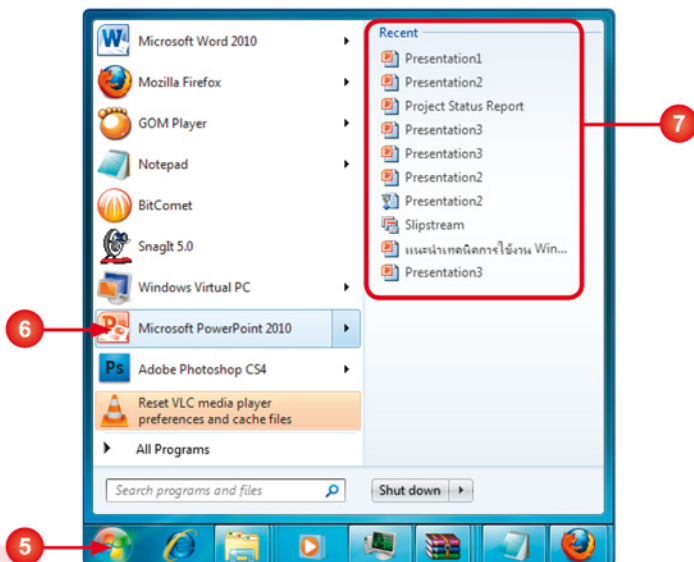 Microsoft Word 2010
Mozilla Firefox
GOM Player
Notepad
BitComet
SnagIt 5.0
Windows Virtual PC
6
Microsoft PowerPoint 2010
Ps
Adobe Photoshop CS4
Reset VLC media player
preferences and cache files
All Programs
Search programs and files
Shut down
5
Recent
Presentation1
Presentation2
Project Status Report
Presentation3
Presentation3
Presentation2
Presentation2
Slipstream
แนะนำเทคนิคการใช้งาน Win...
Presentation3
7